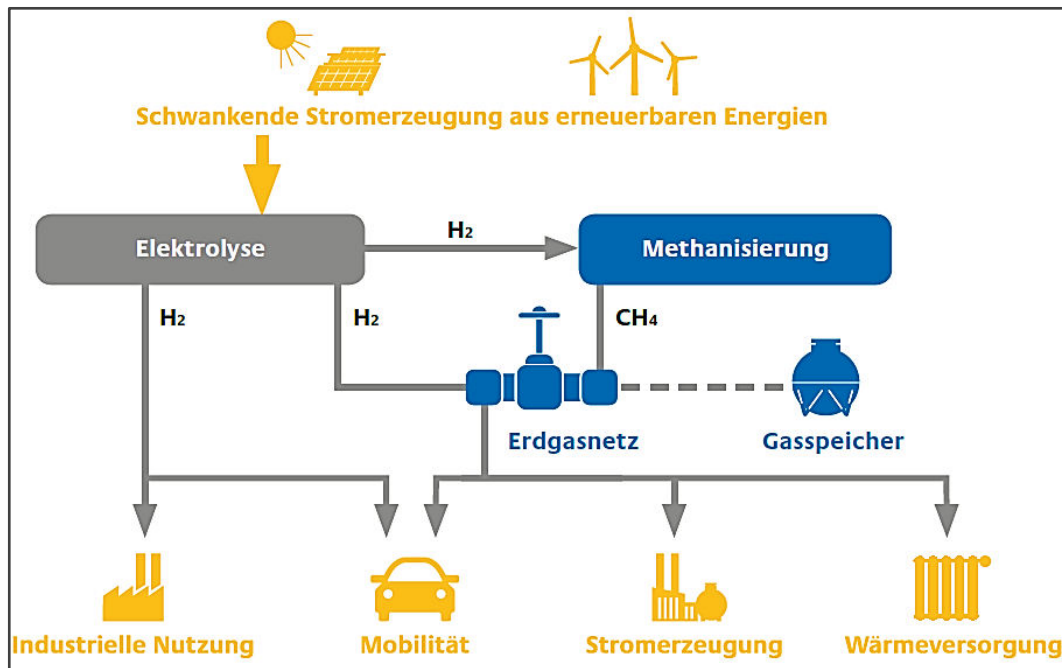 Schwankende Stromerzeugung aus erneuerbaren Energien
Elektrolyse
H₂
Methanisierung
H₂
H₂
CH₄
Erdgasnetz
Gasspeicher
Industrielle Nutzung
Mobilität
Stromerzeugung
Wärmeversorgung